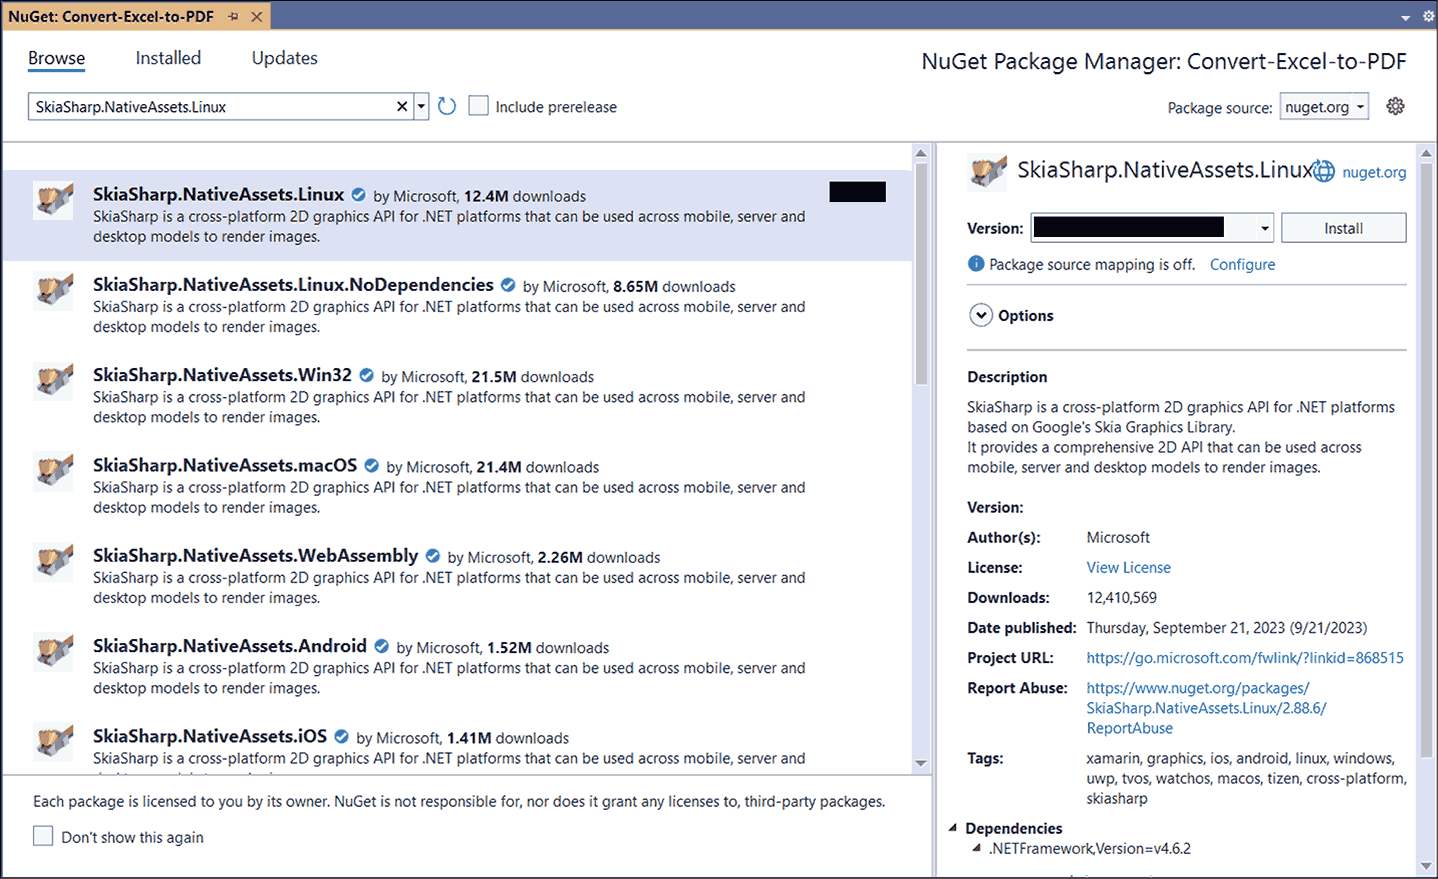 NuGet: Convert-Excel-to-PDF
Browse Installed Updates
NuGet Package Manager: Convert-Excel-to-PDF
SkiaSharp.NativeAssets.Linux
Include prerelease
Package source: nuget.org
SkiaSharp.NativeAssets.Linux by Microsoft, 12.4M downloads
SkiaSharp is a cross-platform 2D graphics API for .NET platforms that can be used across mobile, server and
desktop models to render images.
SkiaSharp.NativeAssets.Linux.NoDependencies by Microsoft, 8.65M downloads
SkiaSharp is a cross-platform 2D graphics API for .NET platforms that can be used across mobile, server and
desktop models to render images.
SkiaSharp.NativeAssets.Win32 by Microsoft, 21.5M downloads
SkiaSharp is a cross-platform 2D graphics API for .NET platforms that can be used across mobile, server and
desktop models to render images.
SkiaSharp.NativeAssets.macOS by Microsoft, 21.4M downloads
SkiaSharp is a cross-platform 2D graphics API for .NET platforms that can be used across mobile, server and
desktop models to render images.
SkiaSharp.NativeAssets.WebAssembly by Microsoft, 2.26M downloads
SkiaSharp is a cross-platform 2D graphics API for .NET platforms that can be used across mobile, server and
desktop models to render images.
SkiaSharp.NativeAssets.Android by Microsoft, 1.52M downloads
SkiaSharp is a cross-platform 2D graphics API for .NET platforms that can be used across mobile, server and
desktop models to render images.
SkiaSharp.NativeAssets.iOS by Microsoft, 1.41M downloads
SkiaSharp is a cross-platform 2D graphics API for .NET platforms that can be used across mobile, server and
Each package is licensed to you by its owner. NuGet is not responsible for, nor does it grant any licenses to, third-party packages.
Don't show this again
SkiaSharp.NativeAssets.Linux nuget.org
Version: Install
Package source mapping is off. Configure
Options
Description
SkiaSharp is a cross-platform 2D graphics API for .NET platforms
based on Google's Skia Graphics Library.
It provides a comprehensive 2D API that can be used across
mobile, server and desktop models to render images.
Version:
Author(s): Microsoft
License: View License
Downloads: 12,410,569
Date published: Thursday, September 21, 2023 (9/21/2023)
Project URL: https://go.microsoft.com/fwlink/?linkid=868515
Report Abuse: https://www.nuget.org/packages/
SkiaSharp.NativeAssets.Linux/2.88.6/
ReportAbuse
Tags: xamarin, graphics, ios, android, linux, windows,
uwp, tvos, watchos, macos, tizen, cross-platform,
skiasharp
Dependencies
.NETFramework,Version=v4.6.2